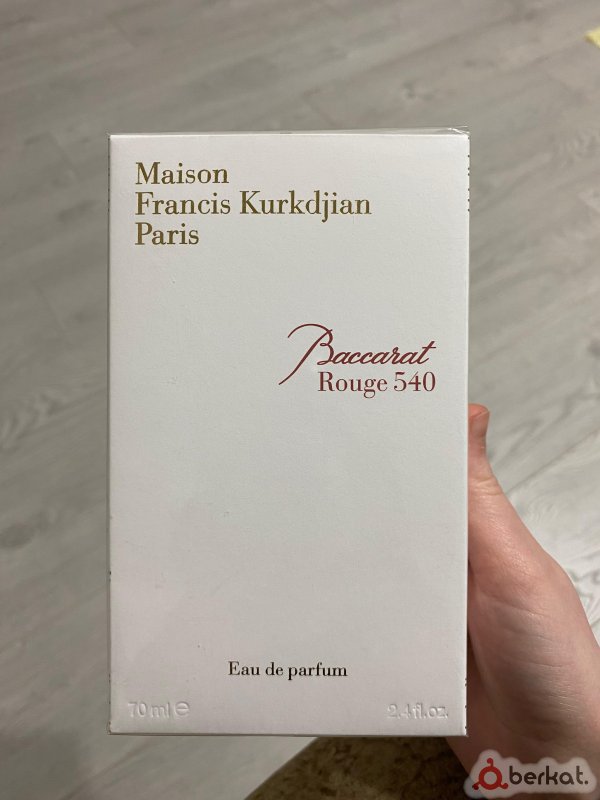 Maison
Francis Kurkdjian
Paris
Baccarat
Rouge 540
Eau de parfum
70 ml ℮ 2.4 fl.oz.
berkat.